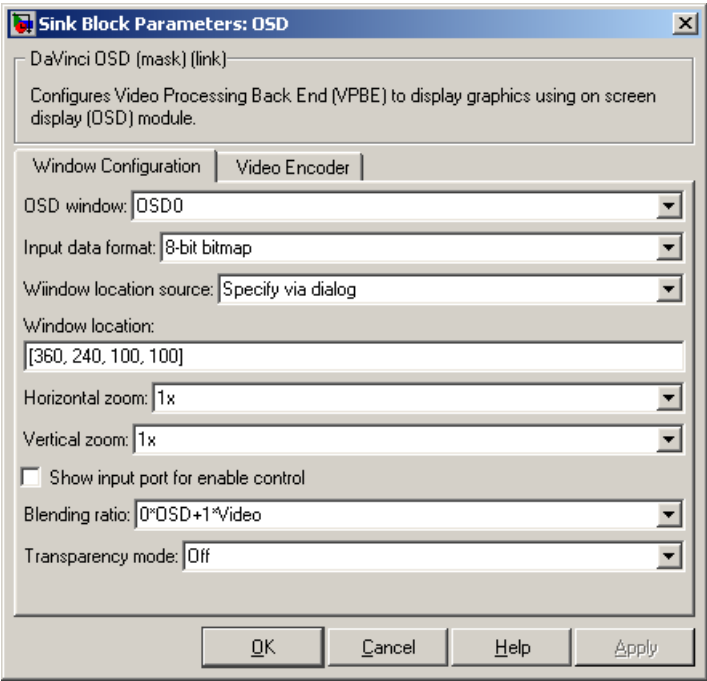 Sink Block Parameters: OSD
DaVinci OSD (mask) (link)
Configures Video Processing Back End (VPBE) to display graphics using on screen
display (OSD) module.
Window Configuration Video Encoder
OSD window: OSD0
Input data format: 8-bit bitmap
Wiindow location source: Specify via dialog
Window location:
[360, 240, 100, 100]
Horizontal zoom: 1x
Vertical zoom: 1x
Show input port for enable control
Blending ratio: 0*OSD+1*Video
Transparency mode: Off
OK Cancel Help Apply